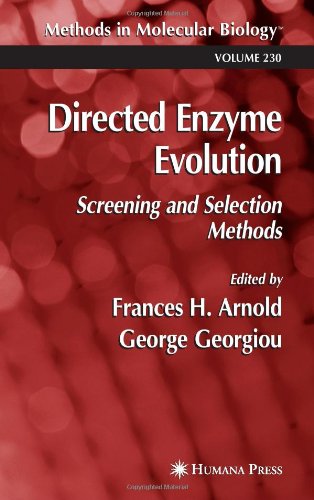 Methods in Molecular Biology™
VOLUME 230
Directed Enzyme
Evolution
Screening and Selection
Methods
Edited by
Frances H. Arnold
George Georgiou
HUMANA PRESS